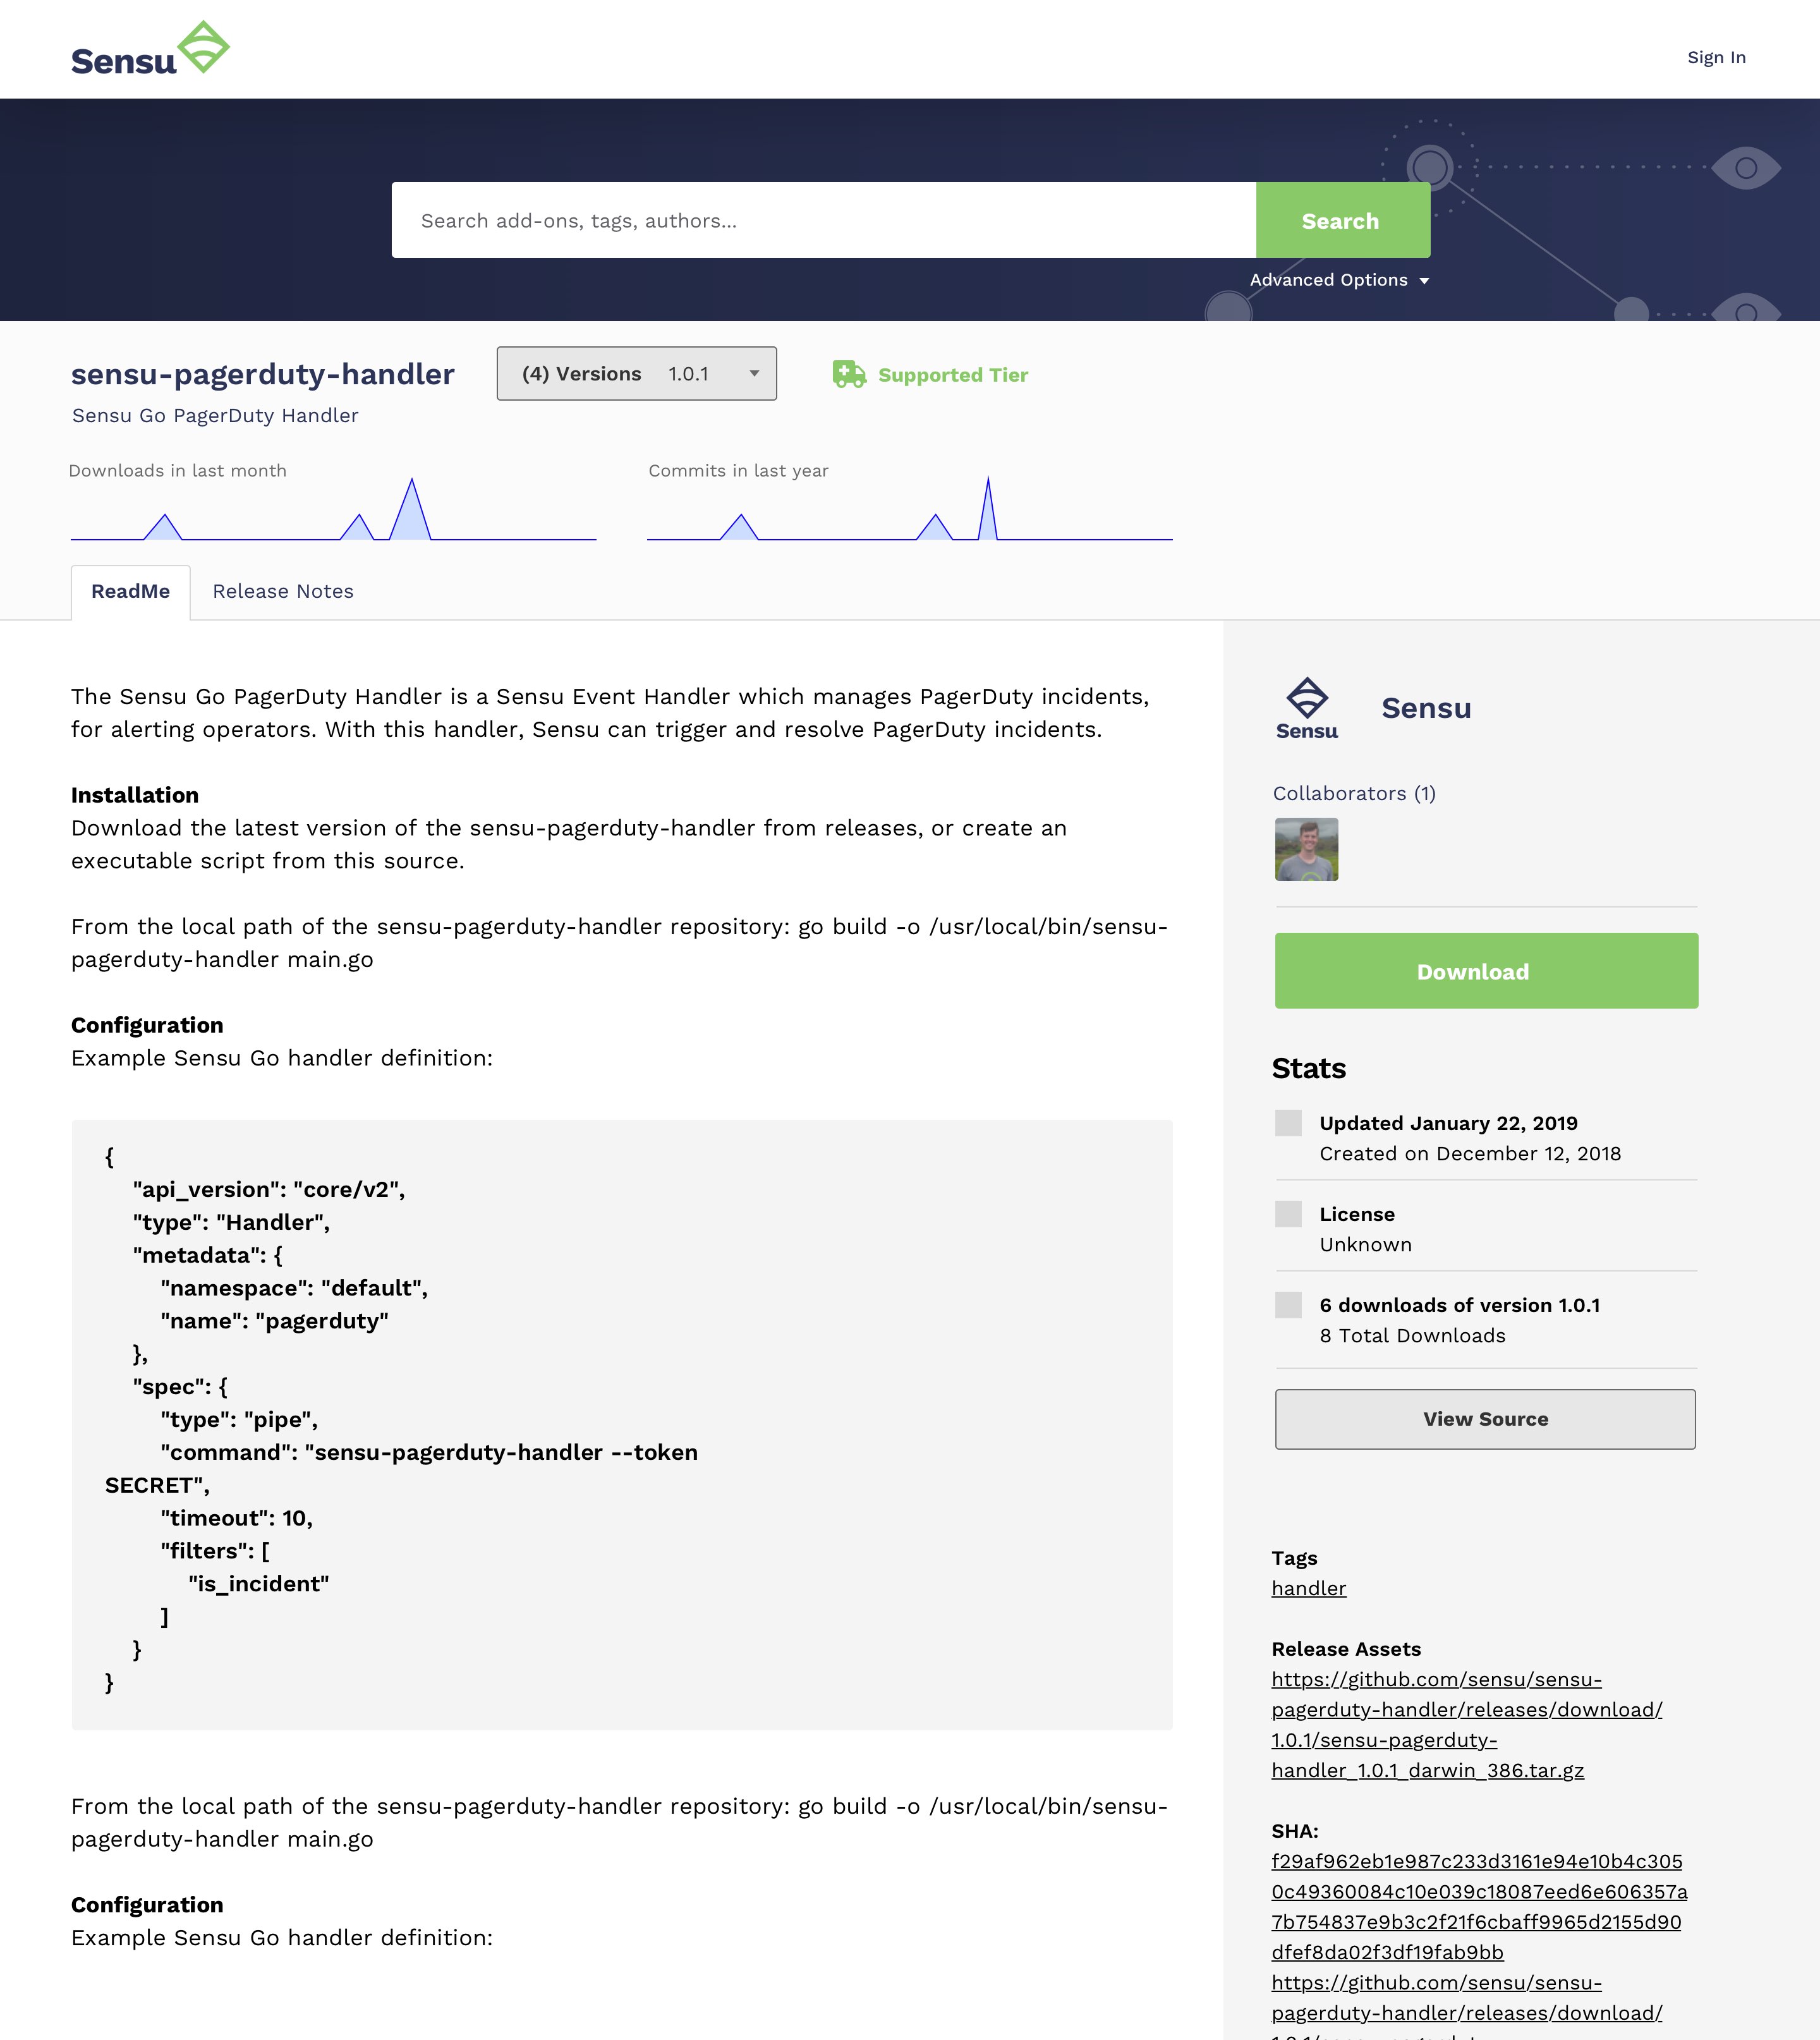 Sensu
Sign In
Search add-ons, tags, authors...
Search
Advanced Options
sensu-pagerduty-handler
(4) Versions 1.0.1
Supported Tier
Sensu Go PagerDuty Handler
Downloads in last month
Commits in last year
ReadMe
Release Notes
The Sensu Go PagerDuty Handler is a Sensu Event Handler which manages PagerDuty incidents,
for alerting operators. With this handler, Sensu can trigger and resolve PagerDuty incidents.
Installation
Download the latest version of the sensu-pagerduty-handler from releases, or create an
executable script from this source.
From the local path of the sensu-pagerduty-handler repository: go build -o /usr/local/bin/sensu-
pagerduty-handler main.go
Configuration
Example Sensu Go handler definition:
{
"api_version": "core/v2",
"type": "Handler",
"metadata": {
"namespace": "default",
"name": "pagerduty"
},
"spec": {
"type": "pipe",
"command": "sensu-pagerduty-handler --token
SECRET",
"timeout": 10,
"filters": [
"is_incident"
]
}
}
From the local path of the sensu-pagerduty-handler repository: go build -o /usr/local/bin/sensu-
pagerduty-handler main.go
Configuration
Example Sensu Go handler definition:
Sensu
Sensu
Collaborators (1)
Download
Stats
Updated January 22, 2019
Created on December 12, 2018
License
Unknown
6 downloads of version 1.0.1
8 Total Downloads
View Source
Tags
handler
Release Assets
https://github.com/sensu/sensu-
pagerduty-handler/releases/download/
1.0.1/sensu-pagerduty-
handler_1.0.1_darwin_386.tar.gz
SHA:
f29af962eb1e987c233d3161e94e10b4c305
0c49360084c10e039c18087eed6e606357a
7b754837e9b3c2f21f6cbaff9965d2155d90
dfef8da02f3df19fab9bb
https://github.com/sensu/sensu-
pagerduty-handler/releases/download/